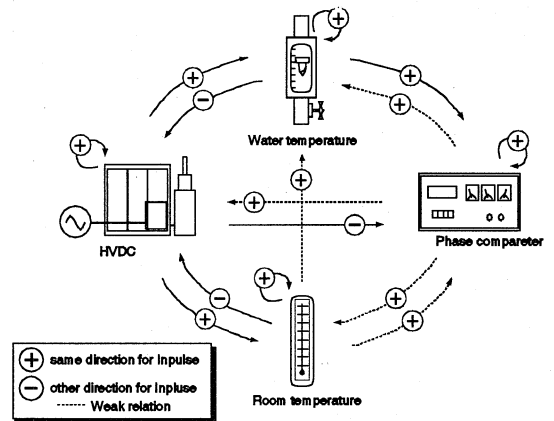 Water temperature
HVDC
Phase compareter
Room temperature
+ same direction for Inpulse
− other direction for Inpluse
Weak relation